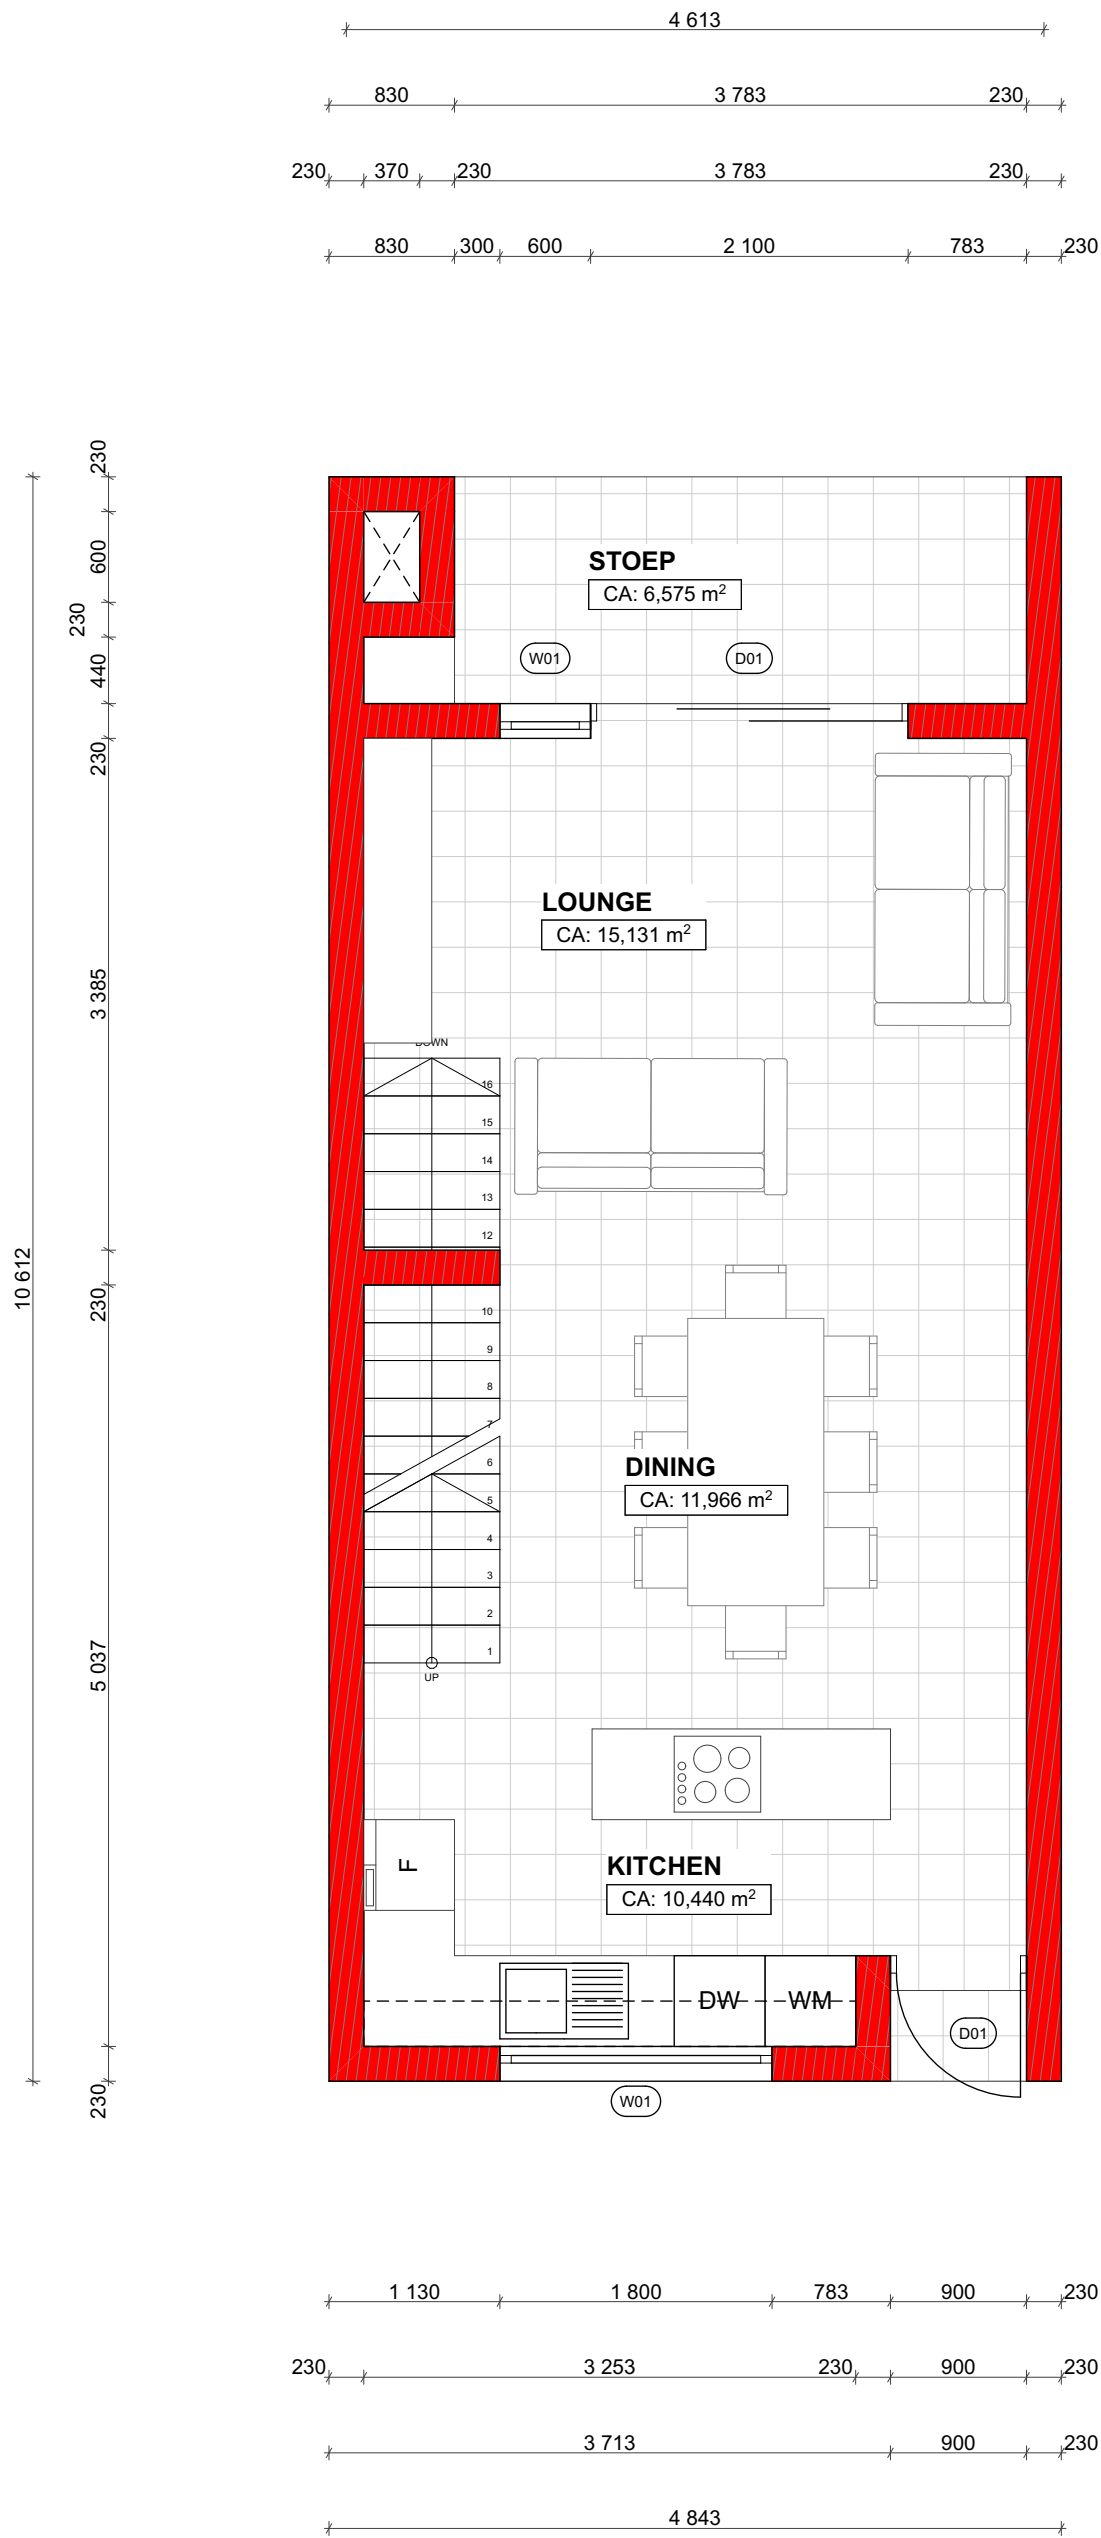 4 613
830 3 783 230
230 370 230 3 783 230
830 300 600 2 100 783 230
230
600
230
440
230
3 385
10 612
230
5 037
230
STOEP
CA: 6,575 m²
W01 D01
LOUNGE
CA: 15,131 m²
DOWN
16
15
14
13
12
10
9
8
7
6
5
4
3
2
1
UP
DINING
CA: 11,966 m²
KITCHEN
CA: 10,440 m²
F
DW WM
D01
W01
1 130 1 800 783 900 230
230 3 253 230 900 230
3 713 900 230
4 843